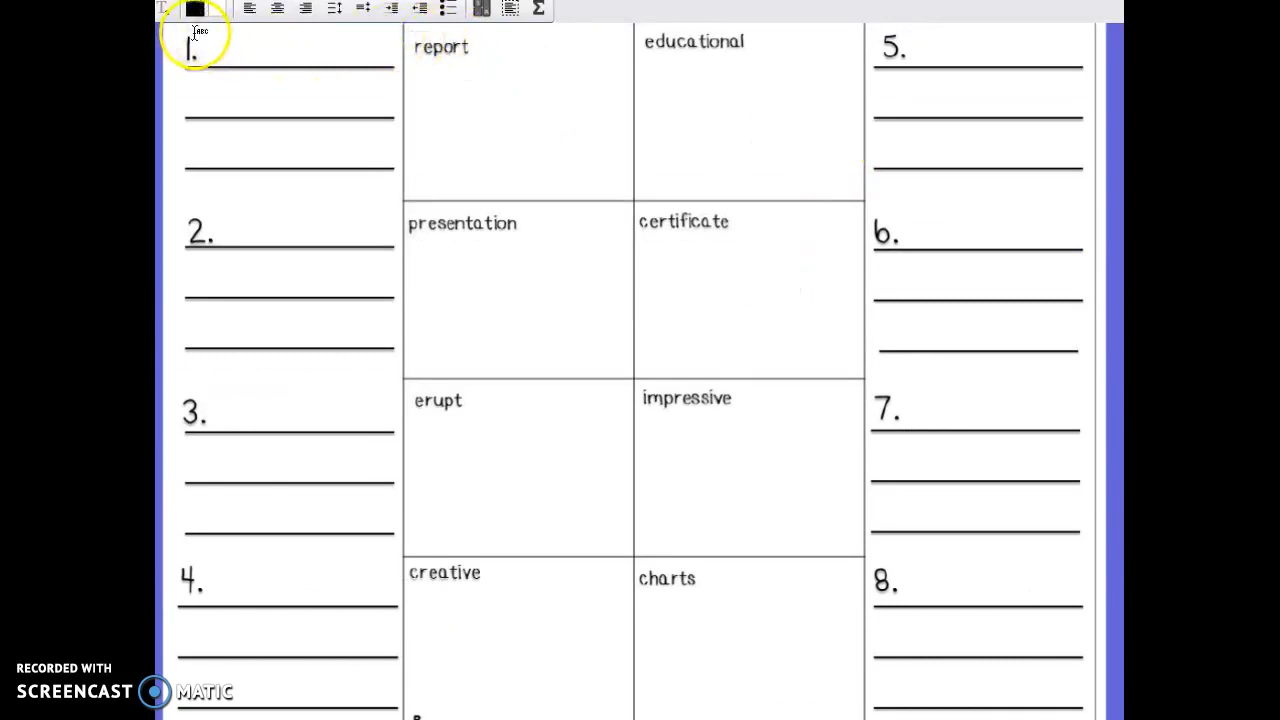 1.
report
educational
5.
2.
presentation
certificate
6.
3.
erupt
impressive
7.
4.
creative
charts
8.
RECORDED WITH
SCREENCAST MATIC